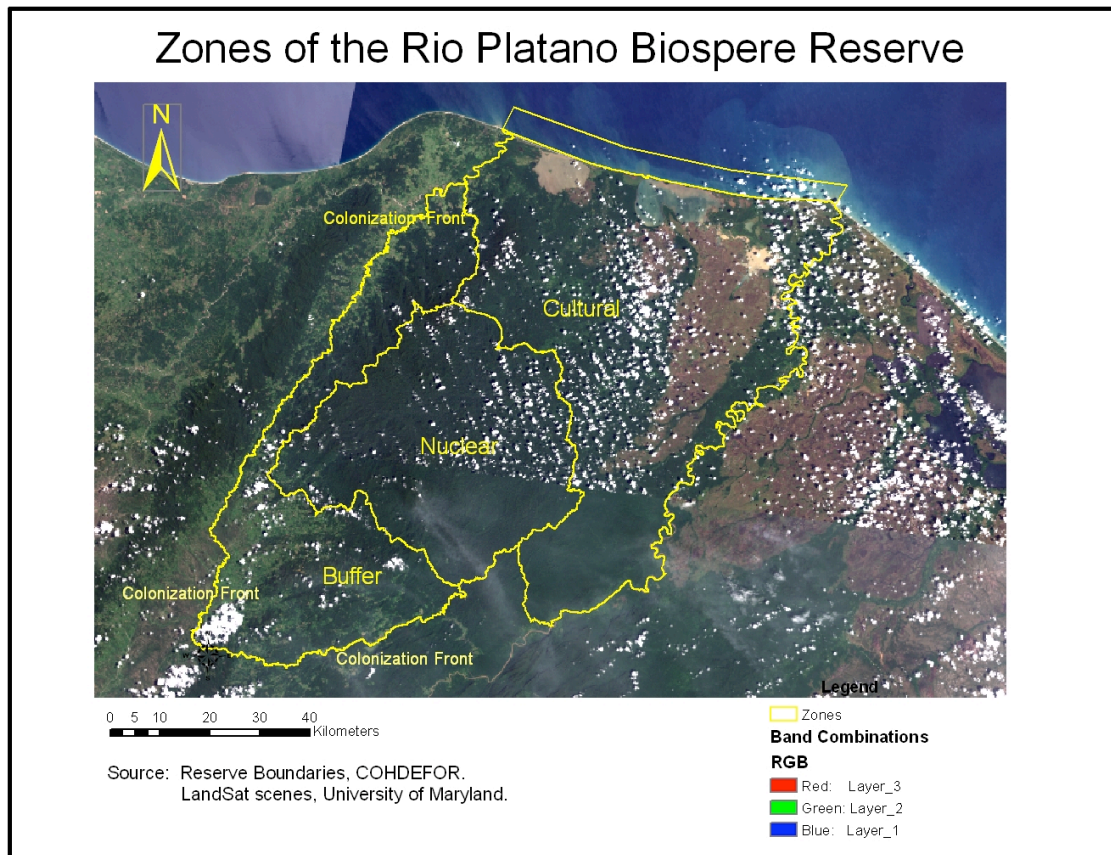 Zones of the Rio Platano Biospere Reserve
N
Colonization Front
Cultural
Nuclear
Buffer
Colonization Front
Colonization Front
Legend
0 5 10 20 30 40
Kilometers
Zones
Band Combinations
RGB
Red: Layer_3
Green: Layer_2
Blue: Layer_1
Source: Reserve Boundaries, COHDEFOR.
LandSat scenes, University of Maryland.